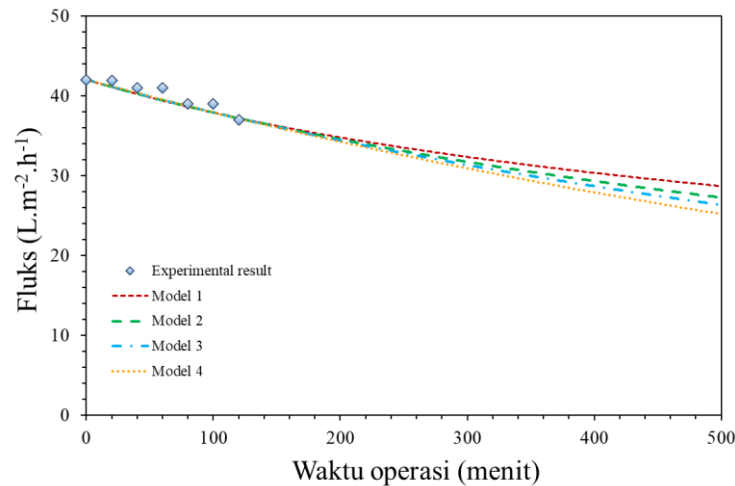 50
40
30
20
10
0
Fluks (L.m⁻².h⁻¹)
Experimental result
Model 1
Model 2
Model 3
Model 4
0 100 200 300 400 500
Waktu operasi (menit)